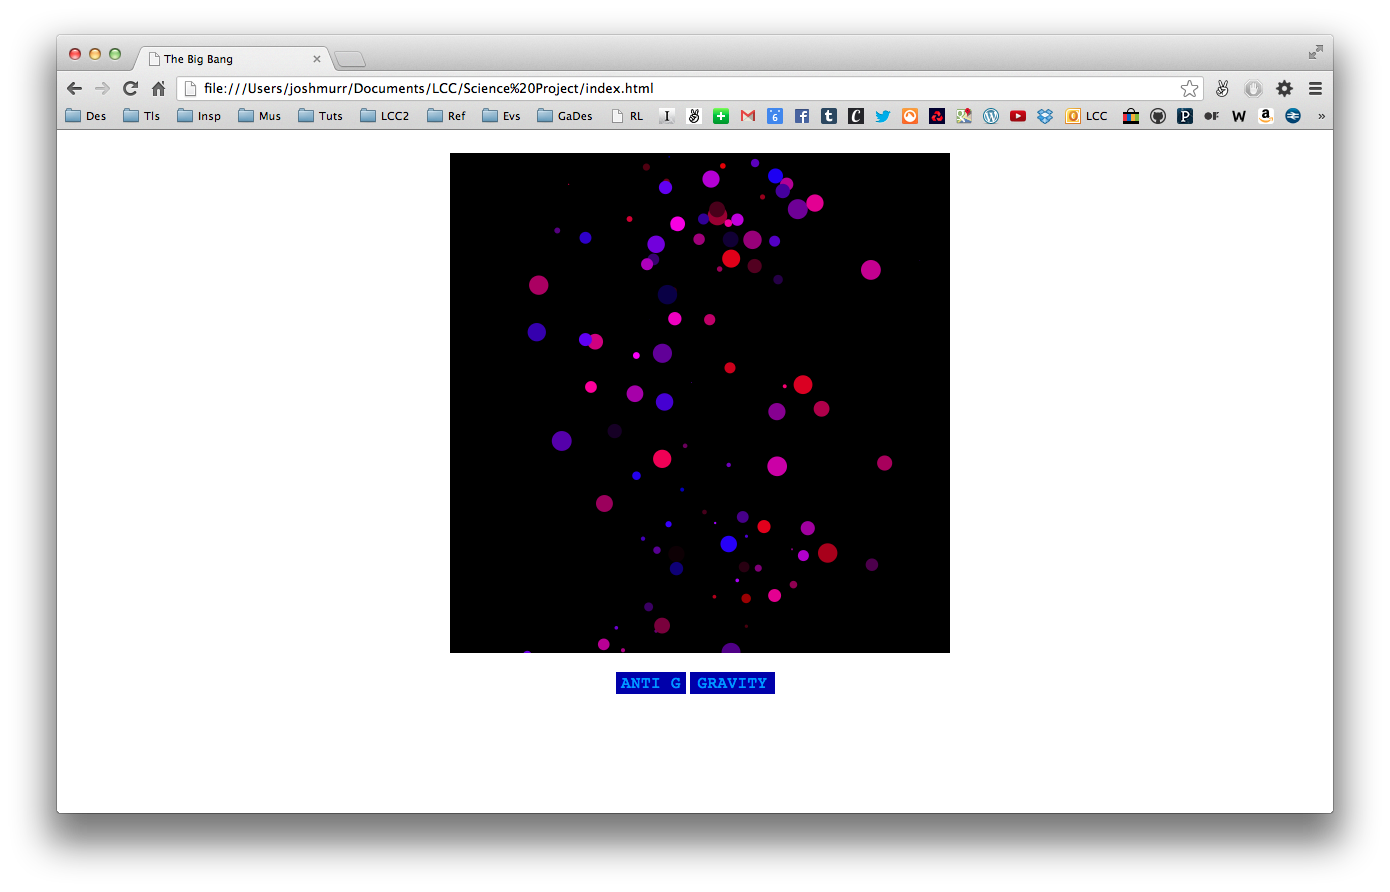 The Big Bang
file:///Users/joshmurr/Documents/LCC/Science%20Project/index.html
Des Tls Insp Mus Tuts LCC2 Ref Evs GaDes RL LCC »
ANTI G GRAVITY